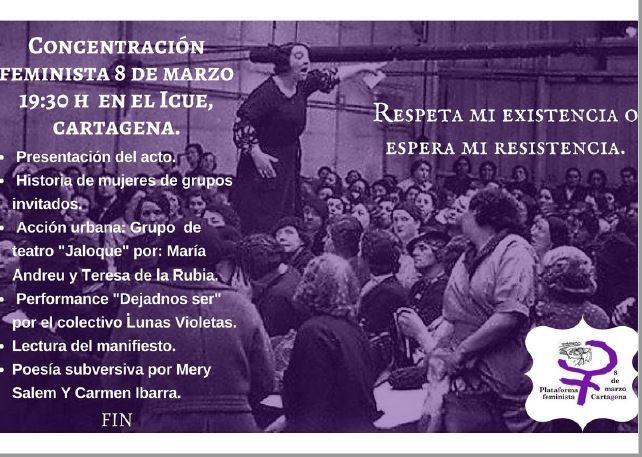 Concentración
feminista 8 de marzo
19:30 h en el Icue,
cartagena.
• Presentación del acto.
• Historia de mujeres de grupos
invitados.
• Acción urbana: Grupo de
teatro "Jaloque" por: María
Andreu y Teresa de la Rubia.
• Performance "Dejadnos ser"
por el colectivo Lunas Violetas.
• Lectura del manifiesto.
• Poesía subversiva por Mery
Salem Y Carmen Ibarra.
FIN
Respeta mi existencia o
espera mi resistencia.
8
de
Plataforma marzo
feminista Cartagena